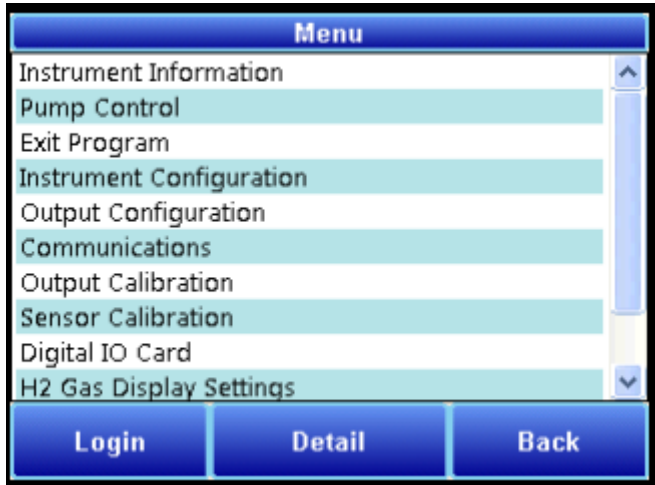 Menu
Instrument Information
Pump Control
Exit Program
Instrument Configuration
Output Configuration
Communications
Output Calibration
Sensor Calibration
Digital IO Card
H2 Gas Display Settings
Login Detail Back